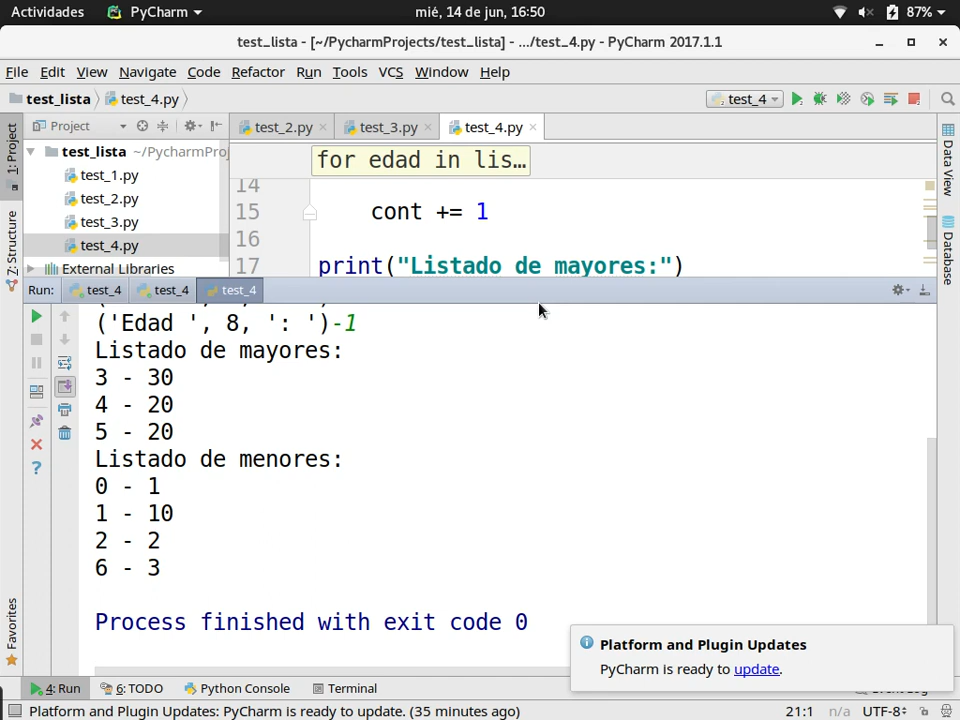 Actividades PyCharm mié, 14 de jun, 16:50 87%
test_lista - [~/PycharmProjects/test_lista] - .../test_4.py - PyCharm 2017.1.1
File Edit View Navigate Code Refactor Run Tools VCS Window Help
test_lista test_4.py test_4
Project test_2.py test_3.py test_4.py
1: Project
7: Structure
Favorites
Data View
Database
test_lista ~/PycharmProj
test_1.py
test_2.py
test_3.py
test_4.py
External Libraries
for edad in lis...
14
15 cont += 1
16
17 print("Listado de mayores:")
Run: test_4 test_4 test_4
('Edad ', 8, ': ')-1
Listado de mayores:
3 - 30
4 - 20
5 - 20
Listado de menores:
0 - 1
1 - 10
2 - 2
6 - 3
Process finished with exit code 0
Platform and Plugin Updates
PyCharm is ready to update.
4: Run 6: TODO Python Console Terminal
Platform and Plugin Updates: PyCharm is ready to update. (35 minutes ago) 21:1 n/a UTF-8